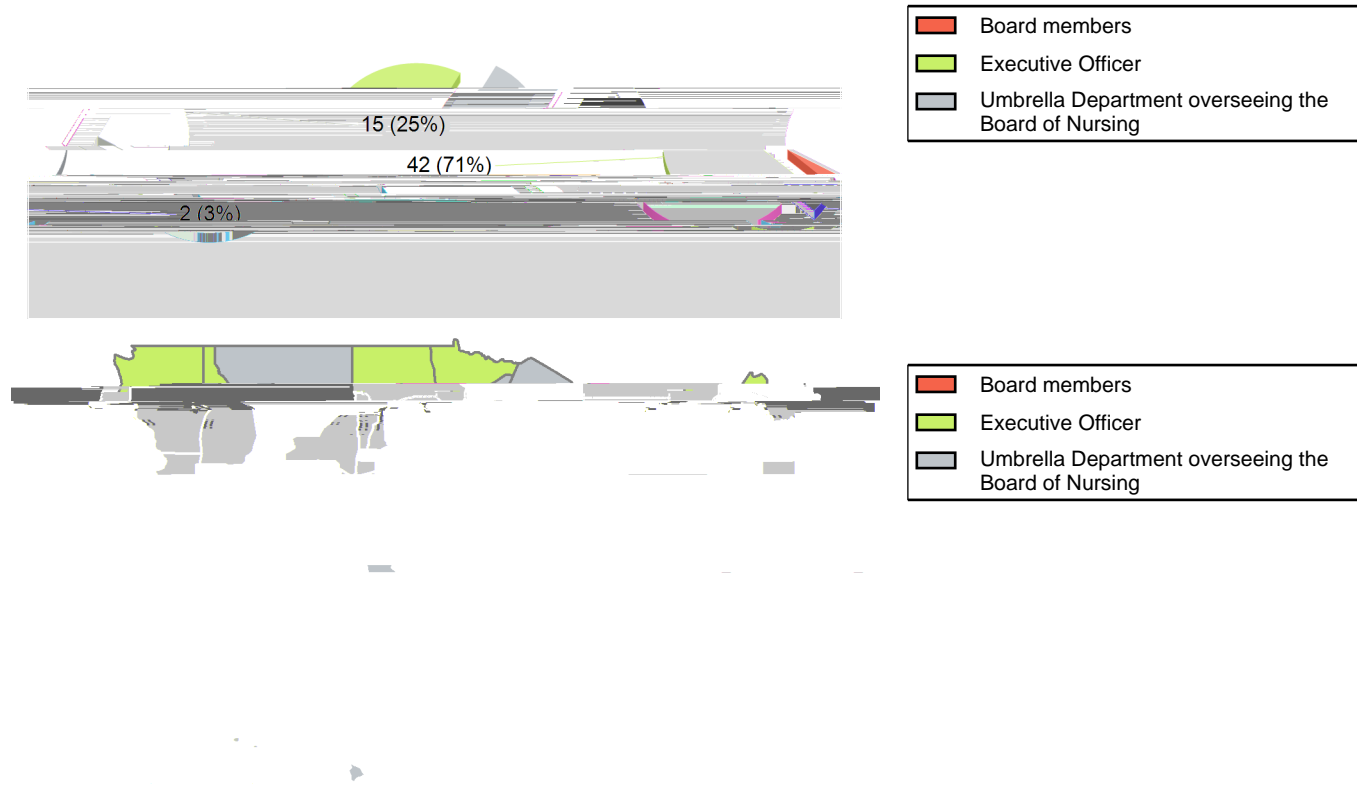 Board members
Executive Officer
Umbrella Department overseeing the
Board of Nursing
15 (25%)
42 (71%)
2 (3%)
Board members
Executive Officer
Umbrella Department overseeing the
Board of Nursing